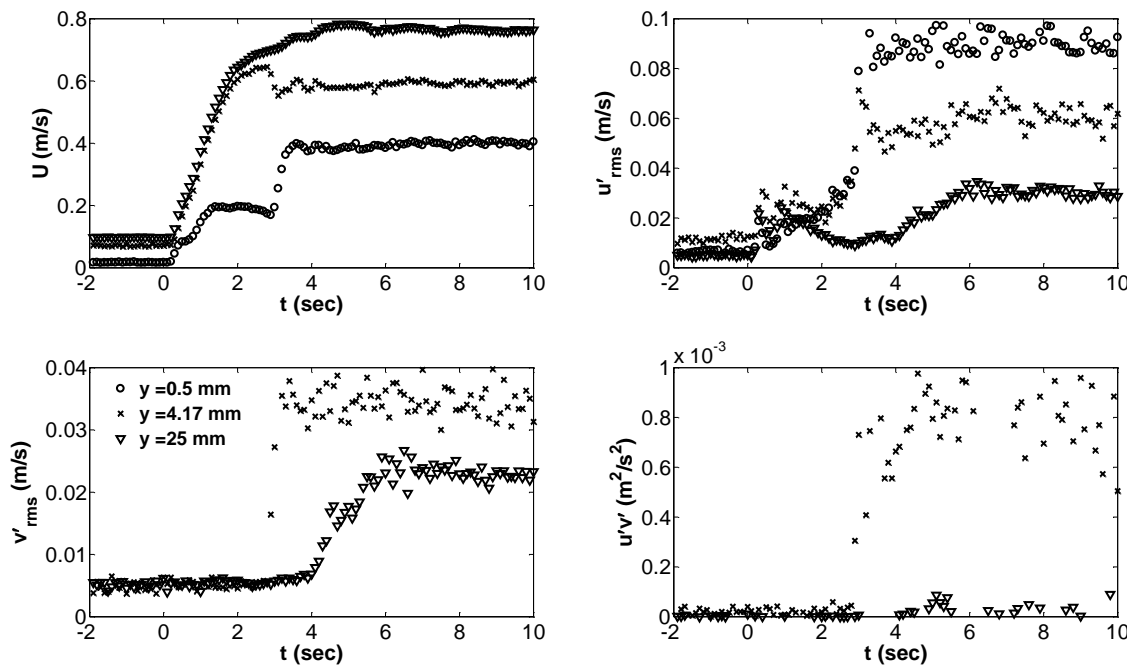 0.8
0.6
0.4
0.2
0
-2 0 2 4 6 8 10
U (m/s)
t (sec)
0.1
0.08
0.06
0.04
0.02
0
-2 0 2 4 6 8 10
u'rms (m/s)
t (sec)
0.04
0.03
0.02
0.01
0
-2 0 2 4 6 8 10
v'rms (m/s)
t (sec)
y =0.5 mm
y =4.17 mm
y =25 mm
x 10^-3
1
0.8
0.6
0.4
0.2
0
-2 0 2 4 6 8 10
u'v' (m²/s²)
t (sec)